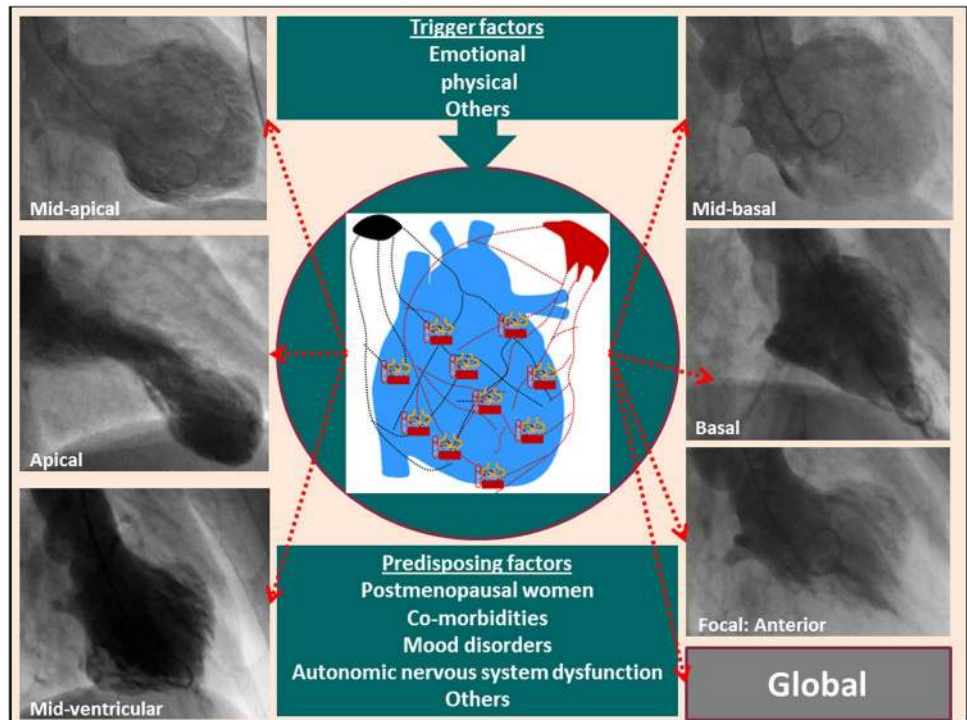 Trigger factors
Emotional
physical
Others
Mid-apical
Mid-basal
Apical
Basal
Mid-ventricular
Focal: Anterior
Predisposing factors
Postmenopausal women
Co-morbidities
Mood disorders
Autonomic nervous system dysfunction
Others
Global